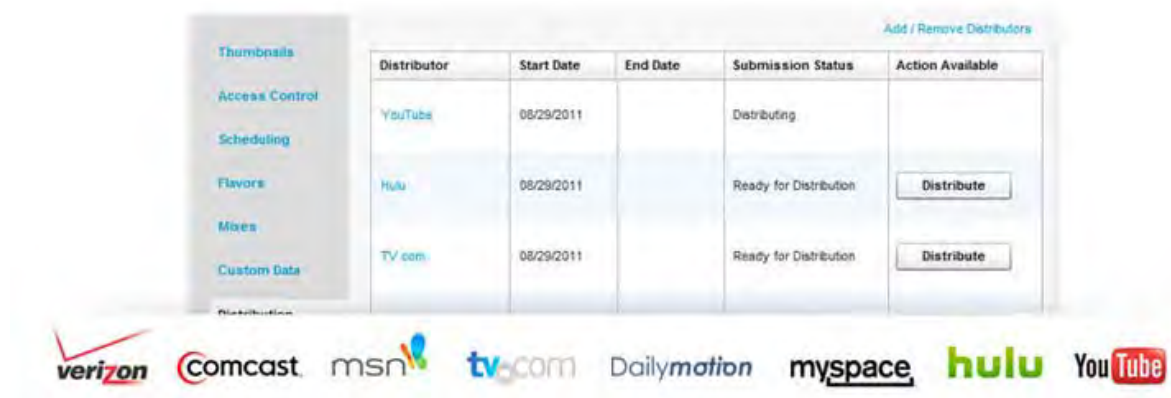 Add / Remove Distributors
Thumbnails
Distributor Start Date End Date Submission Status Action Available
Access Control
YouTube 08/29/2011 Distributing
Scheduling
Flavors
Hulu 08/29/2011 Ready for Distribution Distribute
Mixes
TV com 08/29/2011 Ready for Distribution Distribute
Custom Data
Distribution
verizon Comcast msn tv.com Dailymotion myspace hulu YouTube